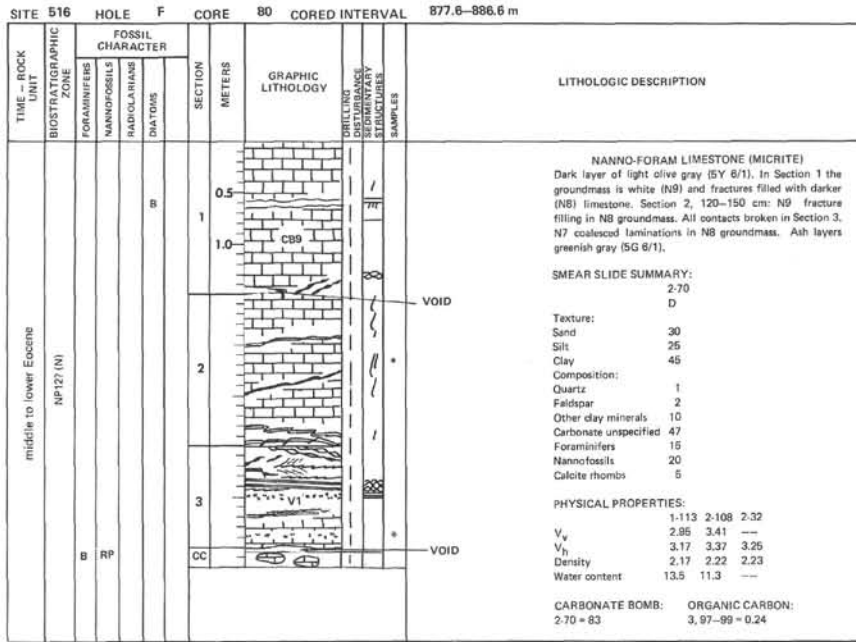 SITE 516 HOLE F CORE 80 CORED INTERVAL 877.6–886.6 m
TIME – ROCK UNIT
BIOSTRATIGRAPHIC ZONE
FOSSIL CHARACTER
FORAMINIFERS
NANNOFOSSILS
RADIOLARIANS
DIATOMS
SECTION
METERS
GRAPHIC LITHOLOGY
DRILLING DISTURBANCE
SEDIMENTARY STRUCTURES
SAMPLES
LITHOLOGIC DESCRIPTION
middle to lower Eocene
NP12? (N)
B
B
RP
1
0.5
1.0
2
3
CC
CB9
V1
VOID
*
*
VOID
NANNO-FORAM LIMESTONE (MICRITE)
Dark layer of light olive gray (5Y 6/1). In Section 1 the
groundmass is white (N9) and fractures filled with darker
(N8) limestone. Section 2, 120–150 cm: N9 fracture
filling in N8 groundmass. All contacts broken in Section 3.
N7 coalesced laminations in N8 groundmass. Ash layers
greenish gray (5G 6/1).
SMEAR SLIDE SUMMARY:
2-70
D
Texture:
Sand 30
Silt 25
Clay 45
Composition:
Quartz 1
Feldspar 2
Other clay minerals 10
Carbonate unspecified 47
Foraminifers 15
Nannofossils 20
Calcite rhombs 5
PHYSICAL PROPERTIES:
1-113 2-108 2-32
Vv 2.95 3.41 ––
Vh 3.17 3.37 3.25
Density 2.17 2.22 2.23
Water content 13.5 11.3 ––
CARBONATE BOMB: ORGANIC CARBON:
2-70 = 83 3, 97–99 = 0.24